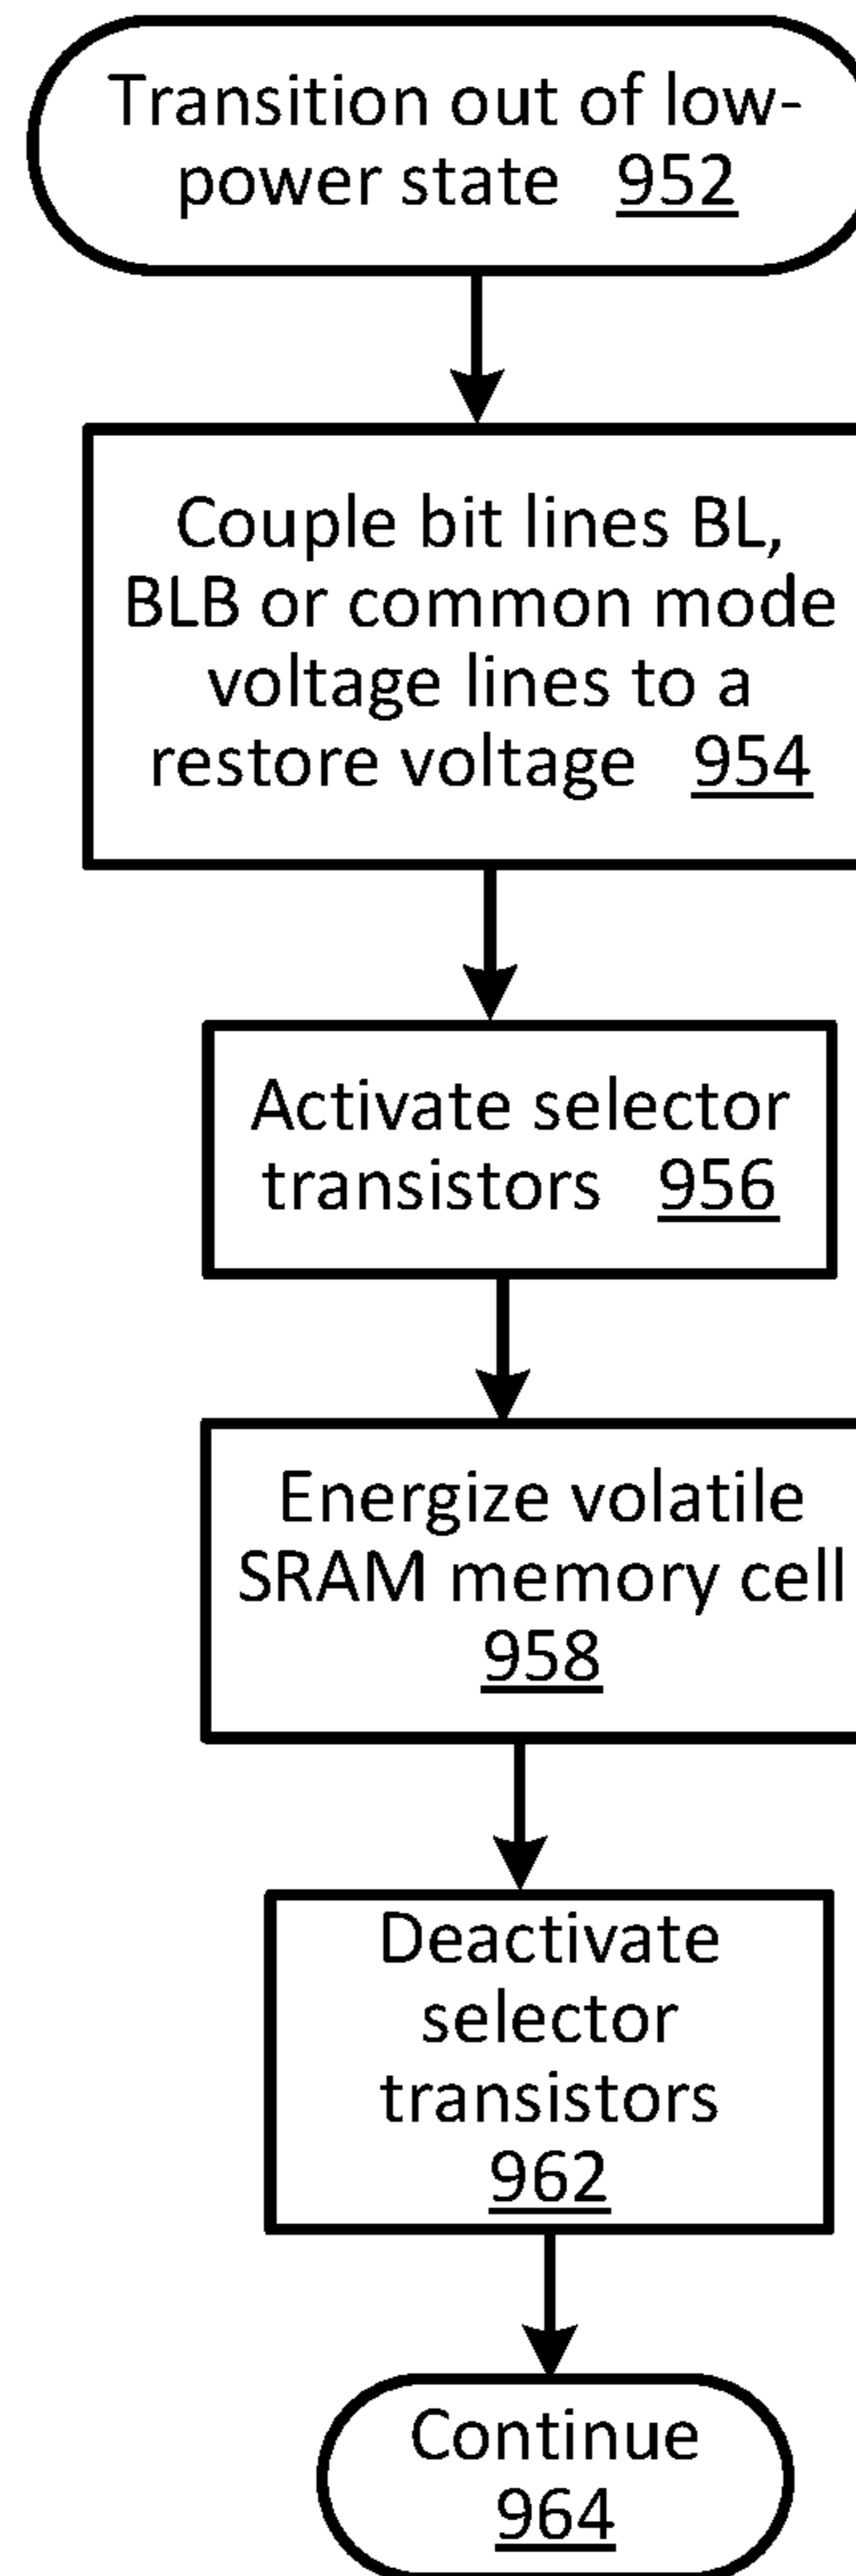 Transition out of low-
power state 952
Couple bit lines BL,
BLB or common mode
voltage lines to a
restore voltage 954
Activate selector
transistors 956
Energize volatile
SRAM memory cell
958
Deactivate
selector
transistors
962
Continue
964